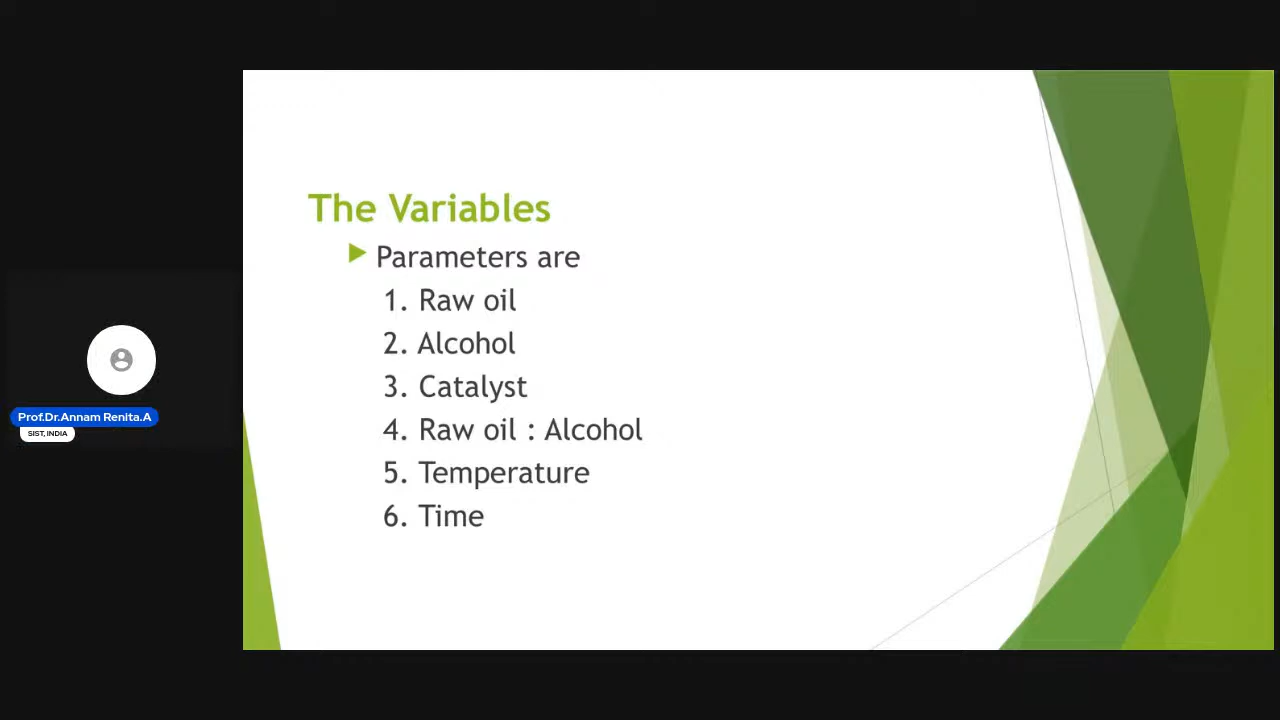 The Variables
Parameters are
1. Raw oil
2. Alcohol
3. Catalyst
4. Raw oil : Alcohol
5. Temperature
6. Time
Prof.Dr.Annam Renita.A
SIST, INDIA